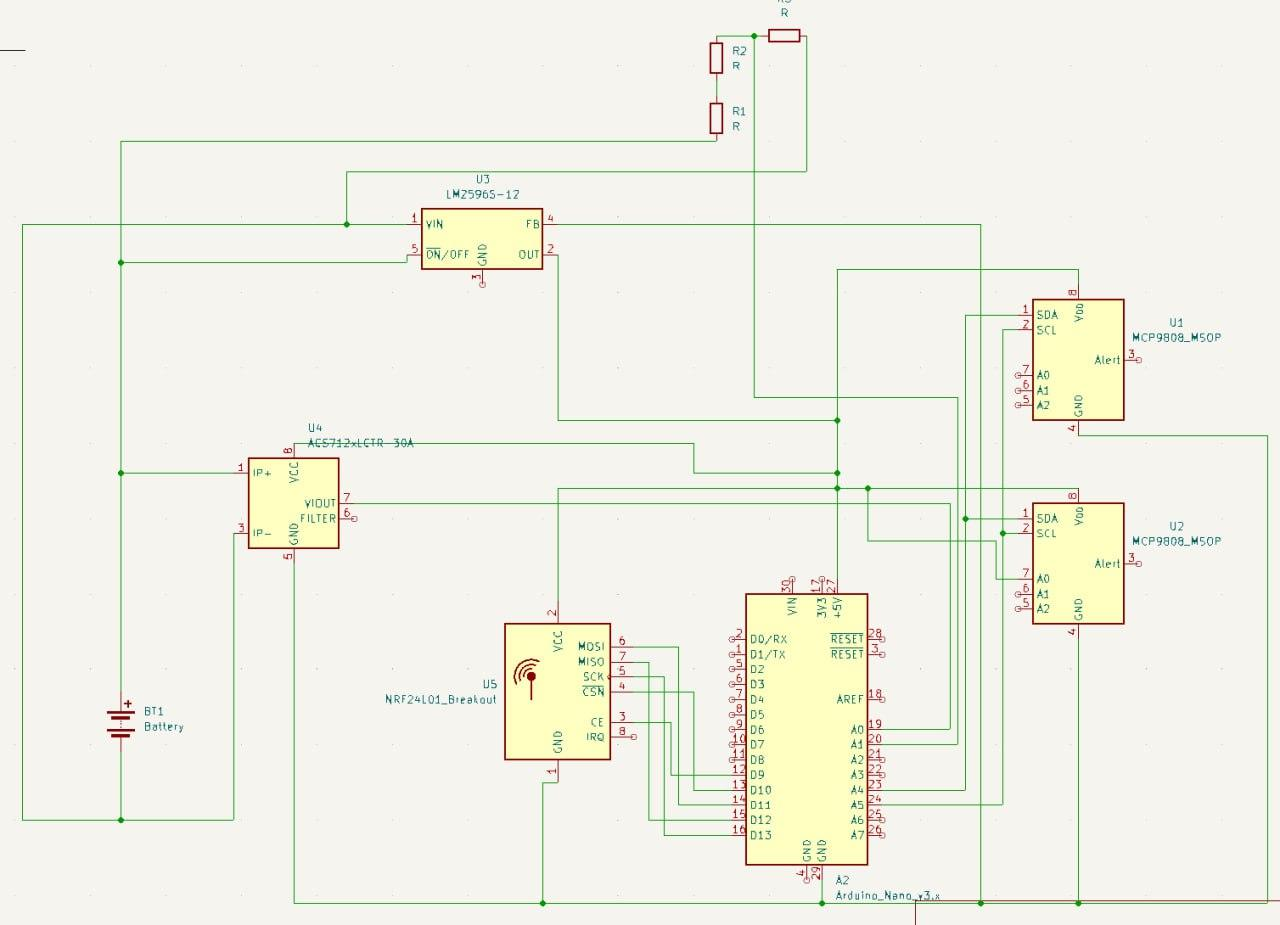 R
R2
R
R1
R
U3
LM2596S-12
1 VIN FB 4
5 ON/OFF GND OUT 2
3
8
1 SDA VDD U1
2 SCL MCP9808_MSOP
Alert 3
7 A0
6 A1
5 A2 GND
4
U4
ACS712xLCTR-30A
8
1 IP+ VCC
VIOUT 7
FILTER 6
3 IP- GND
5
8
1 SDA VDD U2
2 SCL MCP9808_MSOP
Alert 3
7 A0
6 A1
5 A2 GND
4
30 17 27
VIN 3V3 +5V
2 D0/RX RESET 28
1 D1/TX RESET 3
5 D2
6 D3
7 D4 AREF 18
8 D5
9 D6 A0 19
10 D7 A1 20
11 D8 A2 21
12 D9 A3 22
13 D10 A4 23
14 D11 A5 24
15 D12 A6 25
16 D13 A7 26
GND GND
4 29
A2
Arduino_Nano_v3.x
2
VCC MOSI 6
MISO 7
SCK 5
CSN 4
U5
NRF24L01_Breakout
CE 3
GND IRQ 8
1
+ BT1
Battery